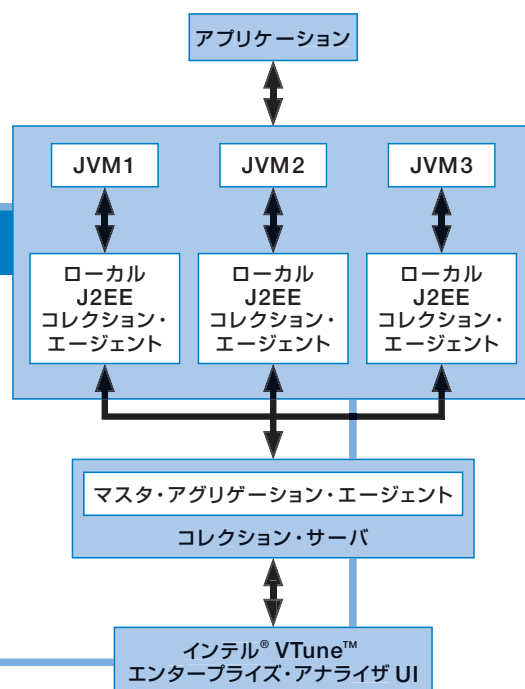 アプリケーション
JVM1
JVM2
JVM3
ローカル
J2EE
コレクション・
エージェント
ローカル
J2EE
コレクション・
エージェント
ローカル
J2EE
コレクション・
エージェント
マスタ・アグリゲーション・エージェント
コレクション・サーバ
インテル® VTune™
エンタープライズ・アナライザ UI